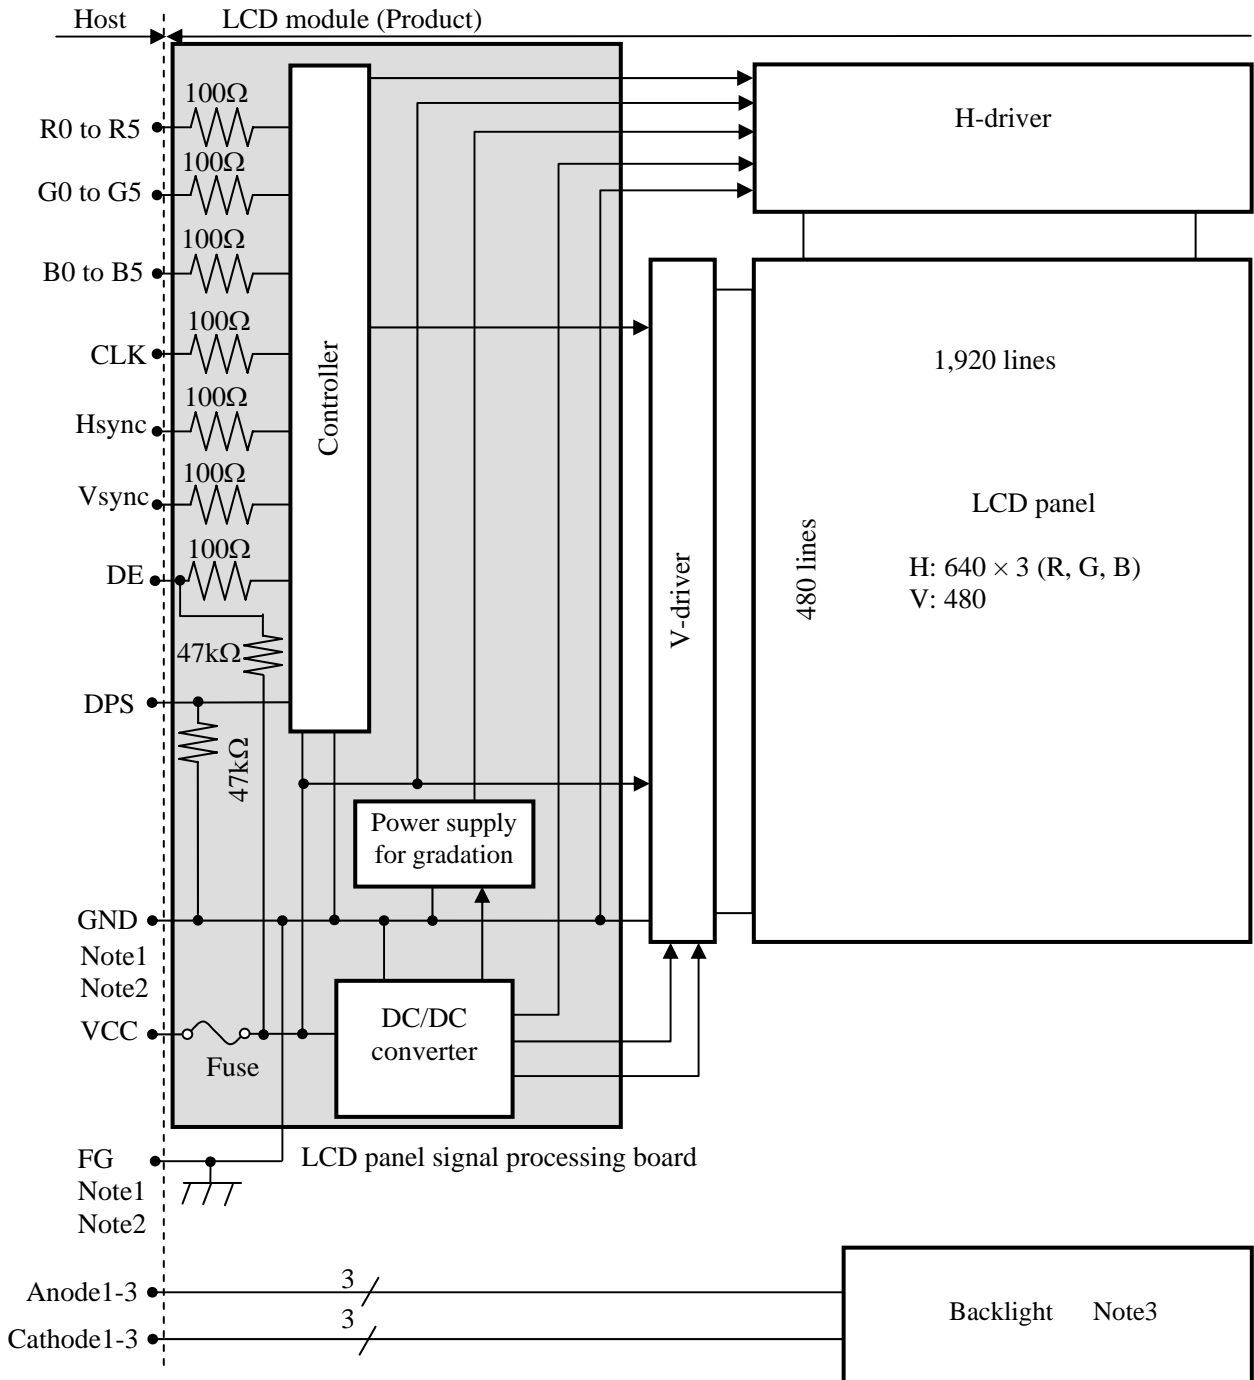 Host
LCD module (Product)
100Ω
R0 to R5
100Ω
G0 to G5
100Ω
B0 to B5
100Ω
CLK
100Ω
Hsync
100Ω
Vsync
100Ω
DE
47kΩ
DPS
47kΩ
Controller
H-driver
V-driver
1,920 lines
480 lines
LCD panel
H: 640 × 3 (R, G, B)
V: 480
Power supply
for gradation
GND
Note1
Note2
VCC
Fuse
DC/DC
converter
FG
Note1
Note2
LCD panel signal processing board
Anode1-3
3
Cathode1-3
3
Backlight Note3